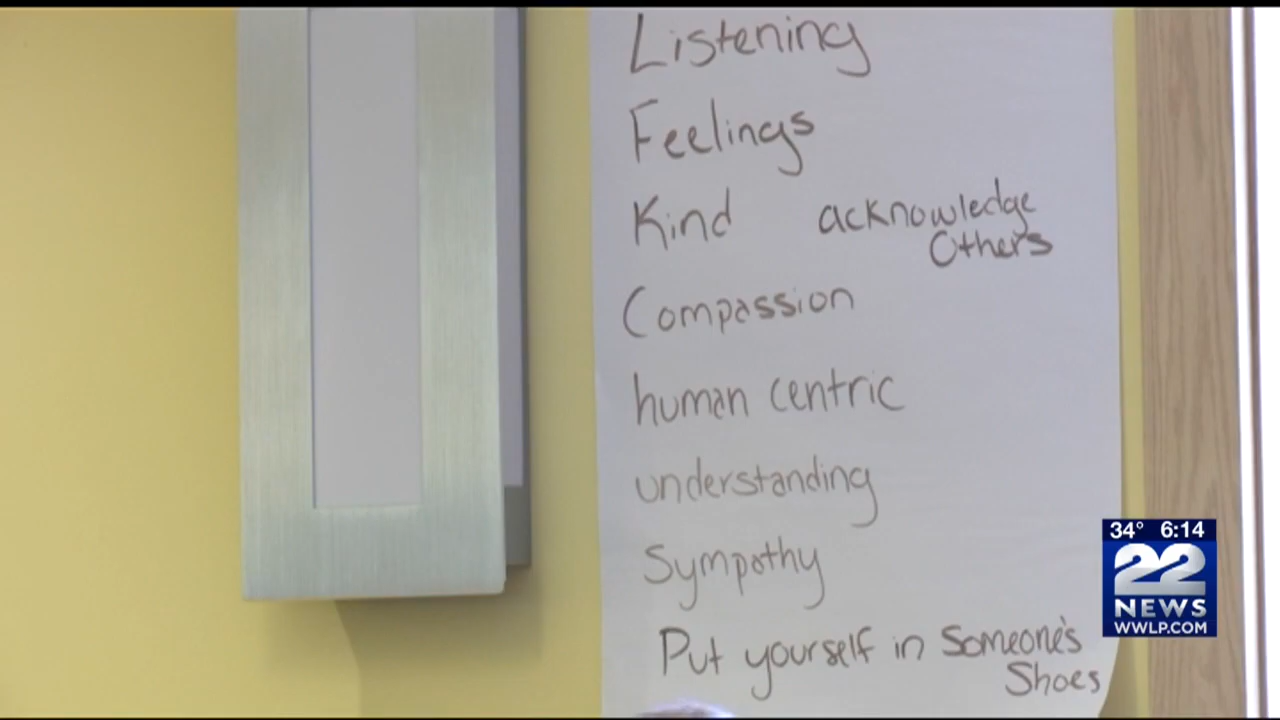 Listening
Feelings
Kind acknowledge
Others
Compassion
human centric
understanding
Sympathy
Put yourself in Someone's
Shoes
34° 6:14
22
NEWS
WWLP.COM